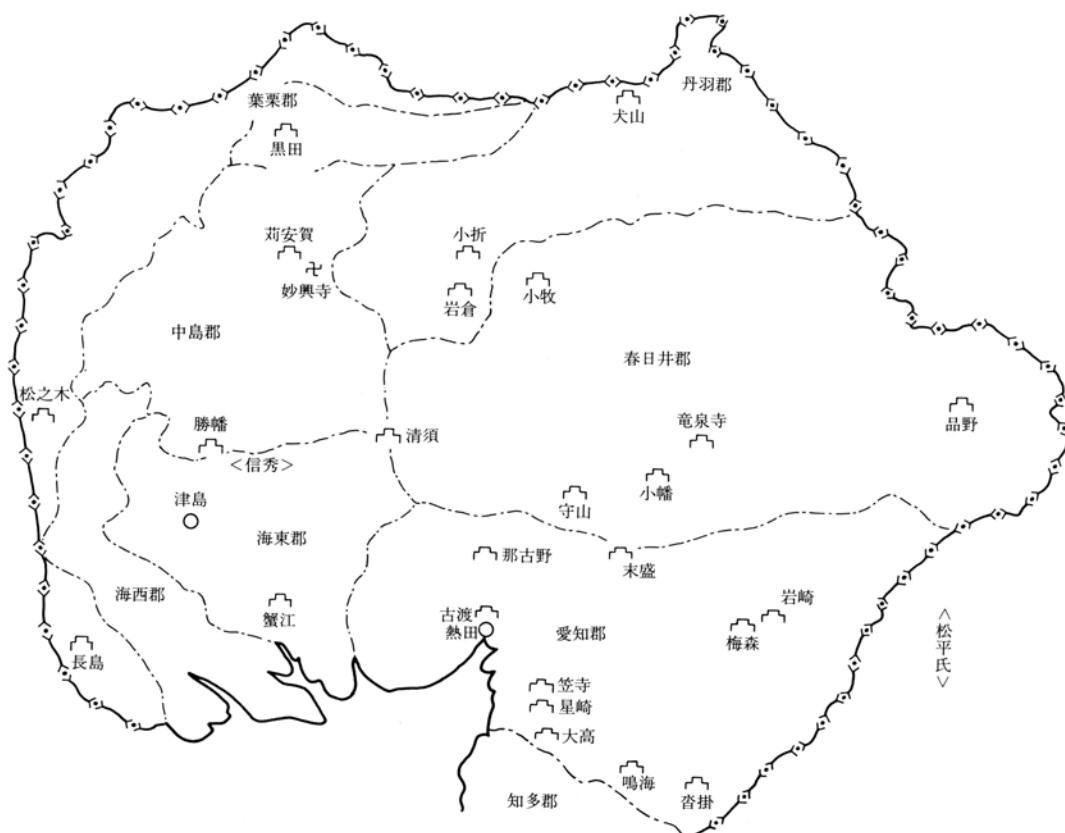 丹羽郡
葉栗郡
犬山
黒田
苅安賀
小折
妙興寺
岩倉
小牧
中島郡
春日井郡
松之木
勝幡
清須
竜泉寺
品野
<信秀>
津島
小幡
守山
海東郡
那古野
末盛
海西郡
蟹江
古渡
熱田
愛知郡
岩崎
梅森
<松平氏>
長島
笠寺
星崎
大高
鳴海
沓掛
知多郡